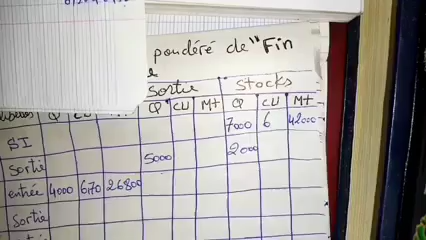 pondéré de "Fin
Sortie Stocks
Q CU Mt Q CU Mt
SI 7000 6 42000
Sortie 5000 2000
entrée 4000 6,70 26800
Sortie